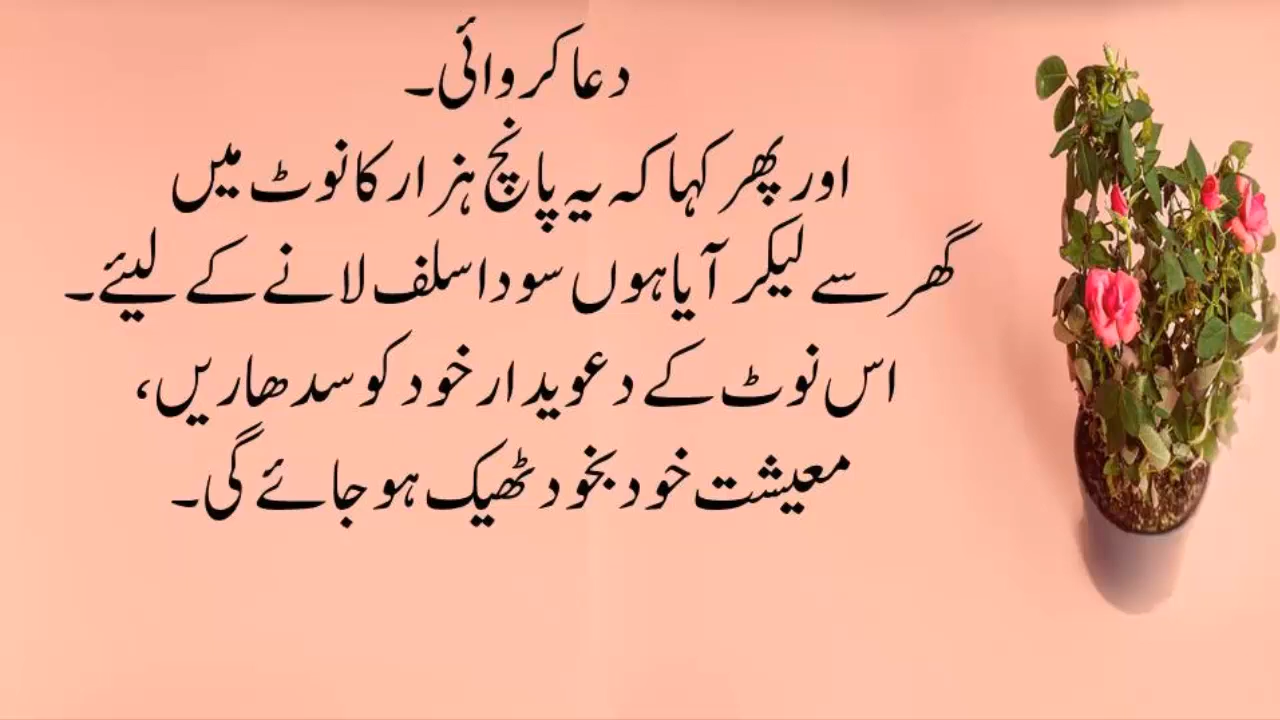 دعا کروائی۔
اور پھر کہا کہ یہ پانچ ہزار کا نوٹ میں
گھر سے لیکر آیا ہوں سودا سلف لانے کے لیئے۔
اس نوٹ کے دعویدار خود کو سدھاریں،
معیشت خود بخود ٹھیک ہو جائے گی۔